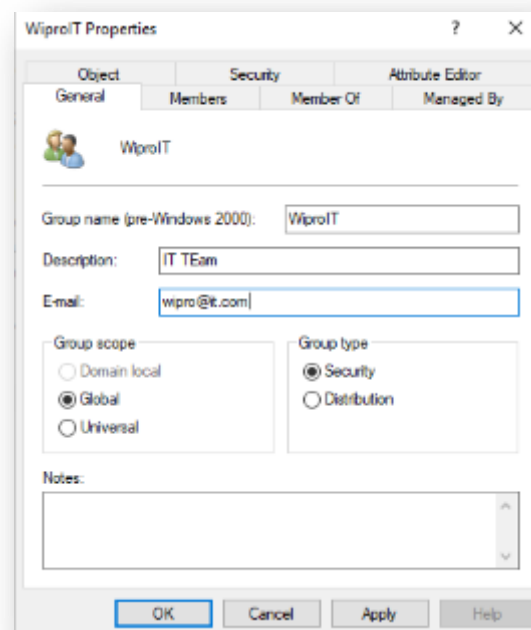 WiproIT Properties ? ×
Object Security Attribute Editor
General Members Member Of Managed By
WiproIT
Group name (pre-Windows 2000): WiproIT
Description: IT TEam
E-mail: wipro@it.com
Group scope Group type
Domain local Security
Global Distribution
Universal
Notes:
OK Cancel Apply Help